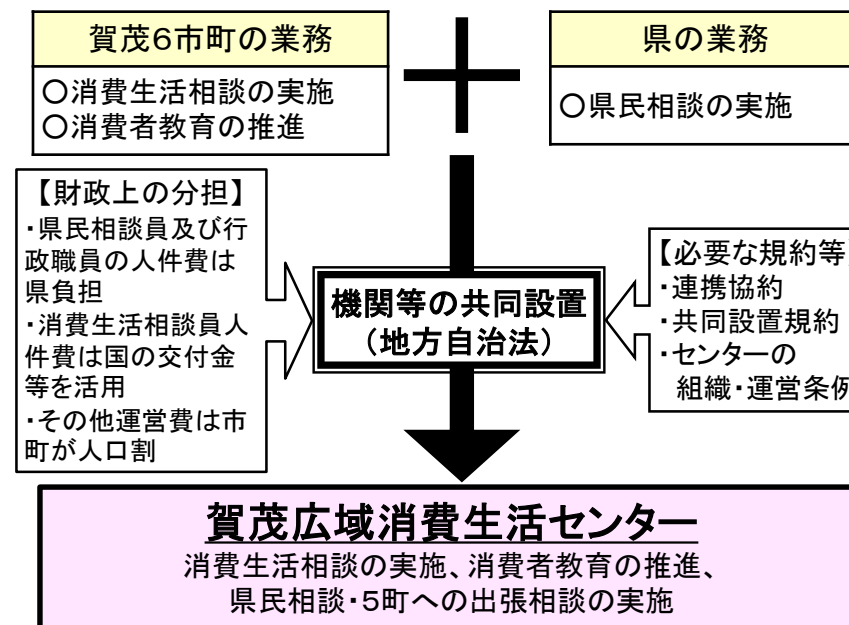 賀茂6市町の業務
○消費生活相談の実施
○消費者教育の推進
県の業務
○県民相談の実施
【財政上の分担】
・県民相談員及び行
政職員の人件費は
県負担
・消費生活相談員人
件費は国の交付金
等を活用
・その他運営費は市
町が人口割
機関等の共同設置
（地方自治法）
【必要な規約等
・連携協約
・共同設置規約
・センターの
組織・運営条例
賀茂広域消費生活センター
消費生活相談の実施、消費者教育の推進、
県民相談・5町への出張相談の実施